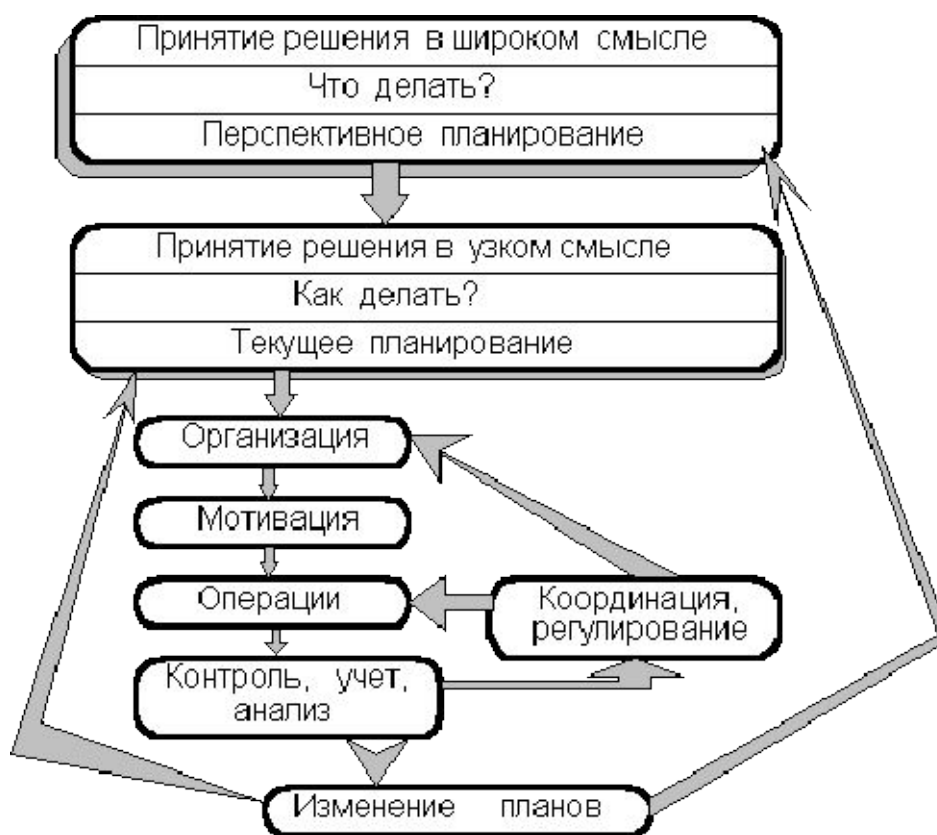 Принятие решения в широком смысле
Что делать?
Перспективное планирование
Принятие решения в узком смысле
Как делать?
Текущее планирование
Организация
Мотивация
Операции
Координация,
регулирование
Контроль, учет,
анализ
Изменение планов